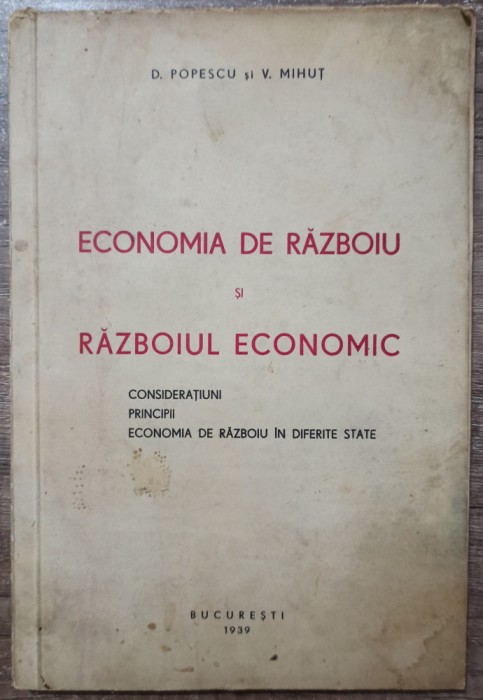 D. POPESCU și V. MIHUȚ
ECONOMIA DE RĂZBOIU
ȘI
RĂZBOIUL ECONOMIC
CONSIDERAȚIUNI
PRINCIPII
ECONOMIA DE RĂZBOIU ÎN DIFERITE STATE
BUCUREȘTI
1939